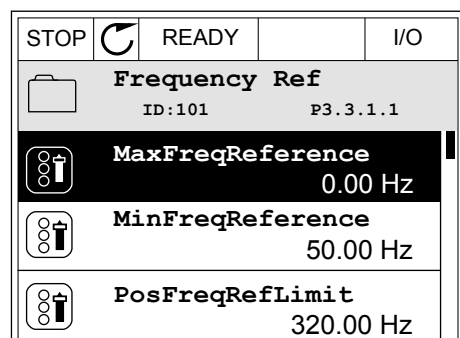 STOP READY I/O
Frequency Ref
ID:101 P3.3.1.1
MaxFreqReference
0.00 Hz
MinFreqReference
50.00 Hz
PosFreqRefLimit
320.00 Hz